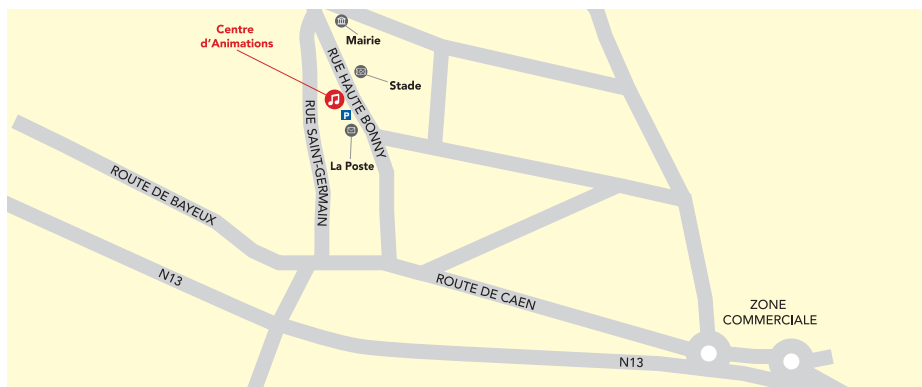 Centre
d'Animations
Mairie
Stade
P
La Poste
RUE HAUTE BONNY
RUE SAINT-GERMAIN
ROUTE DE BAYEUX
N13
ROUTE DE CAEN
ZONE
COMMERCIALE
N13